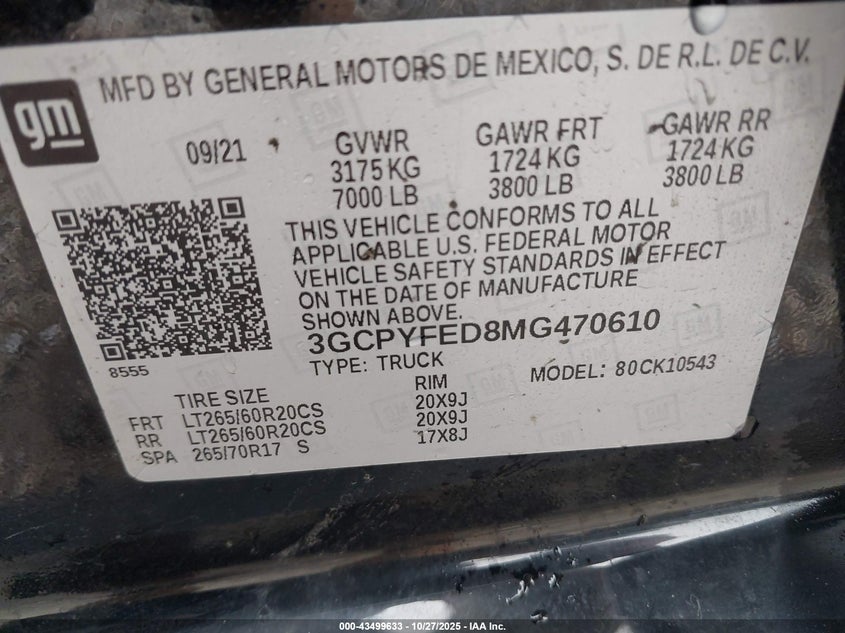 MFD BY GENERAL MOTORS DE MEXICO, S. DE R.L. DE C.V.
gm
09/21
GVWR GAWR FRT GAWR RR
3175 KG 1724 KG 1724 KG
7000 LB 3800 LB 3800 LB
THIS VEHICLE CONFORMS TO ALL
APPLICABLE U.S. FEDERAL MOTOR
VEHICLE SAFETY STANDARDS IN EFFECT
ON THE DATE OF MANUFACTURE
SHOWN ABOVE.
3GCPYFED8MG470610
8555
TYPE: TRUCK MODEL: 80CK10543
TIRE SIZE RIM
FRT LT265/60R20CS 20X9J
RR LT265/60R20CS 20X9J
SPA 265/70R17 S 17X8J
000-43499633 - 10/27/2025 - IAA Inc.